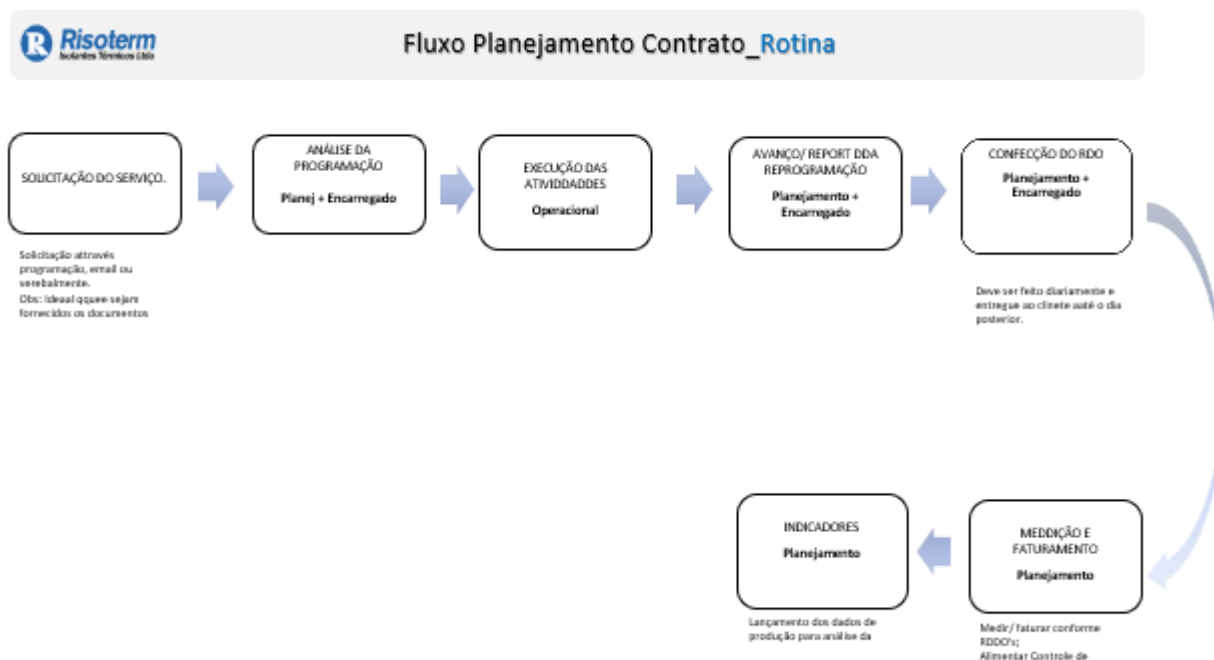 R Risoterm
Isolantes Térmicos Ltda
Fluxo Planejamento Contrato_Rotina
SOLICITAÇÃO DO SERVIÇO.
Solicitação attravés
programação, email ou
verebalmente.
Obs: Ideaal qquee sejam
fornecidos os documentos
ANÁLISE DA
PROGRAMAÇÃO
Planej + Encarregado
EXECUÇÃO DAS
ATIVIDDADDES
Operacional
AVANÇO/ REPORT DDA
REPROGRAMAÇÃO
Planejamento +
Encarregado
CONFECÇÃO DO RDO
Planejamento +
Encarregado
Deve ser feito diariamente e
entregue ao clinete aaté o dia
posterior.
MEDDIÇÃO E
FATURAMENTO
Planejamento
Medir/ faturar conforme
RDDO's;
Alimentar Controle de
INDICADORES
Planejamento
Lançamento dos dados de
produção para análise da